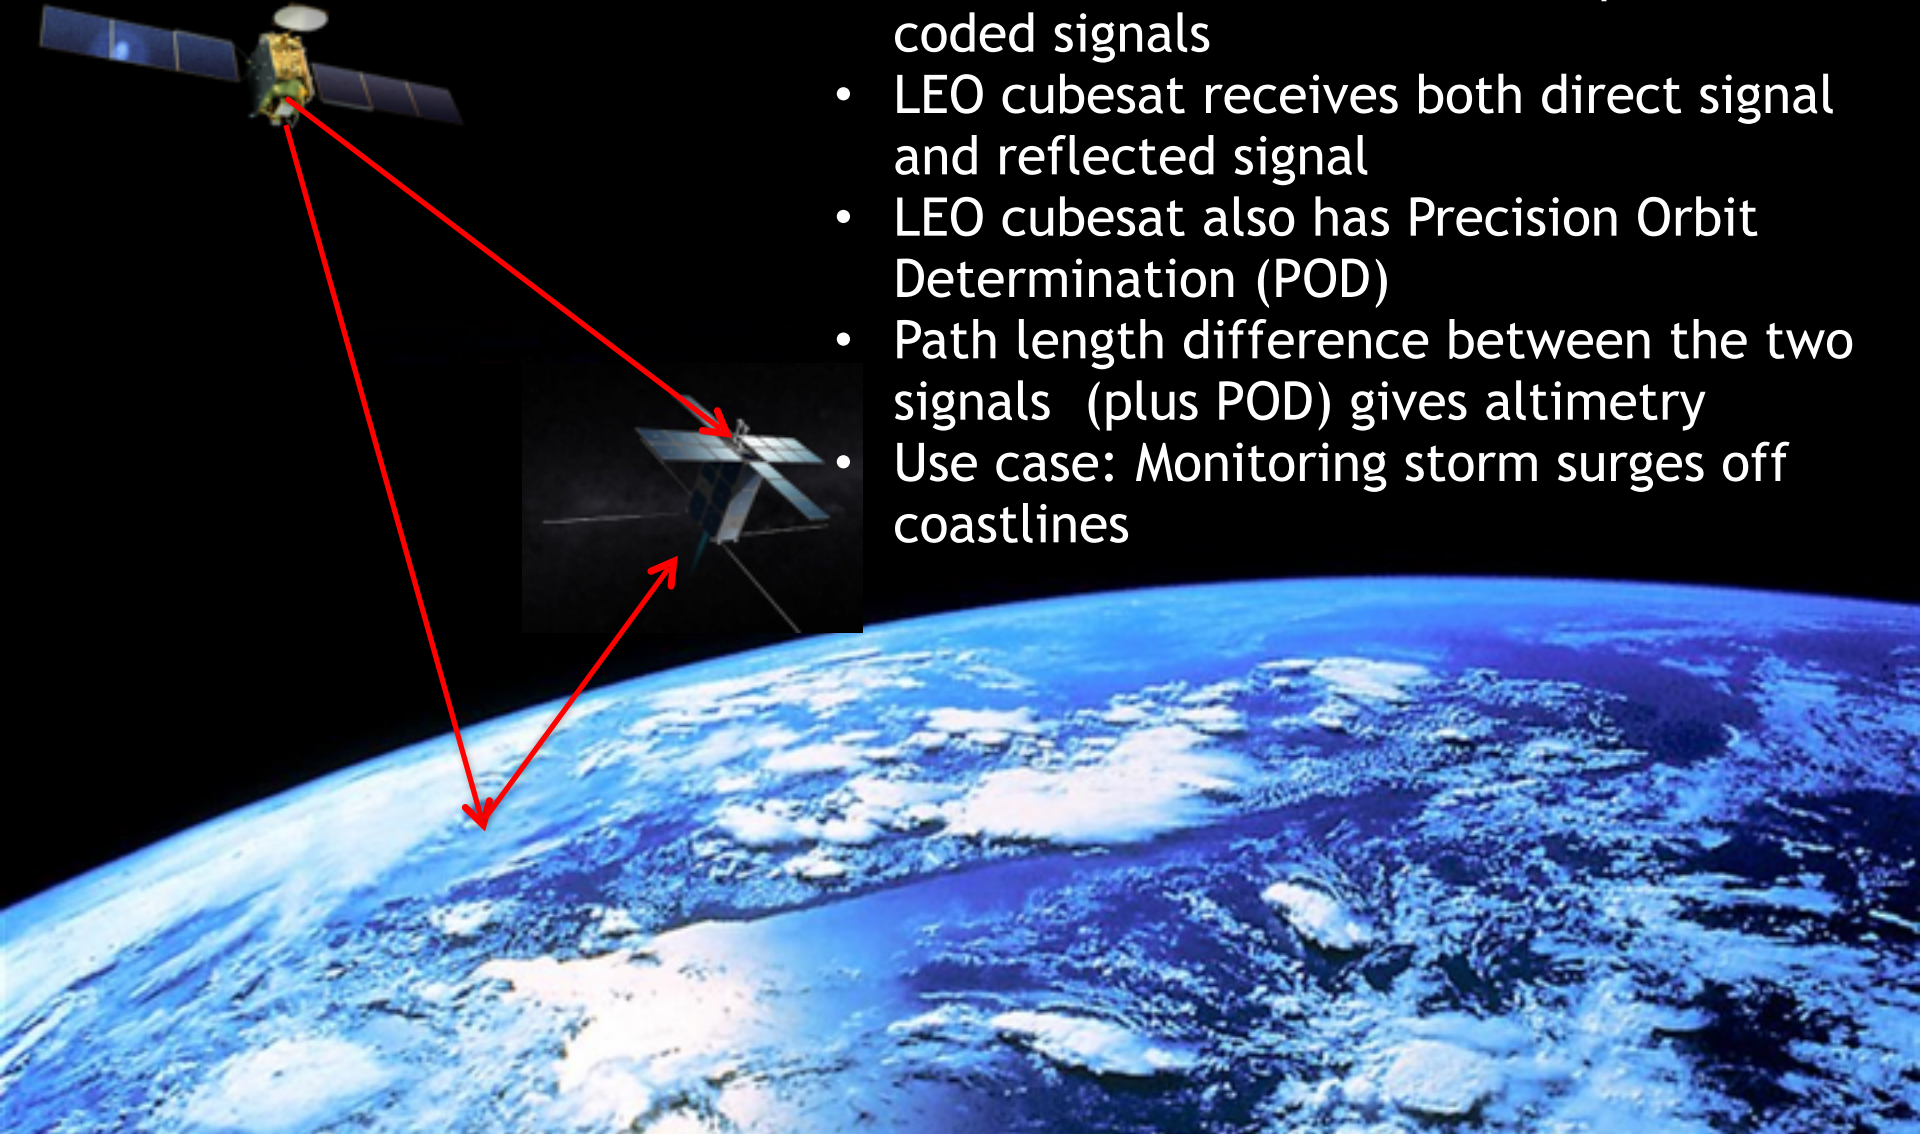 coded signals
• LEO cubesat receives both direct signal
and reflected signal
• LEO cubesat also has Precision Orbit
Determination (POD)
• Path length difference between the two
signals  (plus POD) gives altimetry
• Use case: Monitoring storm surges off
coastlines